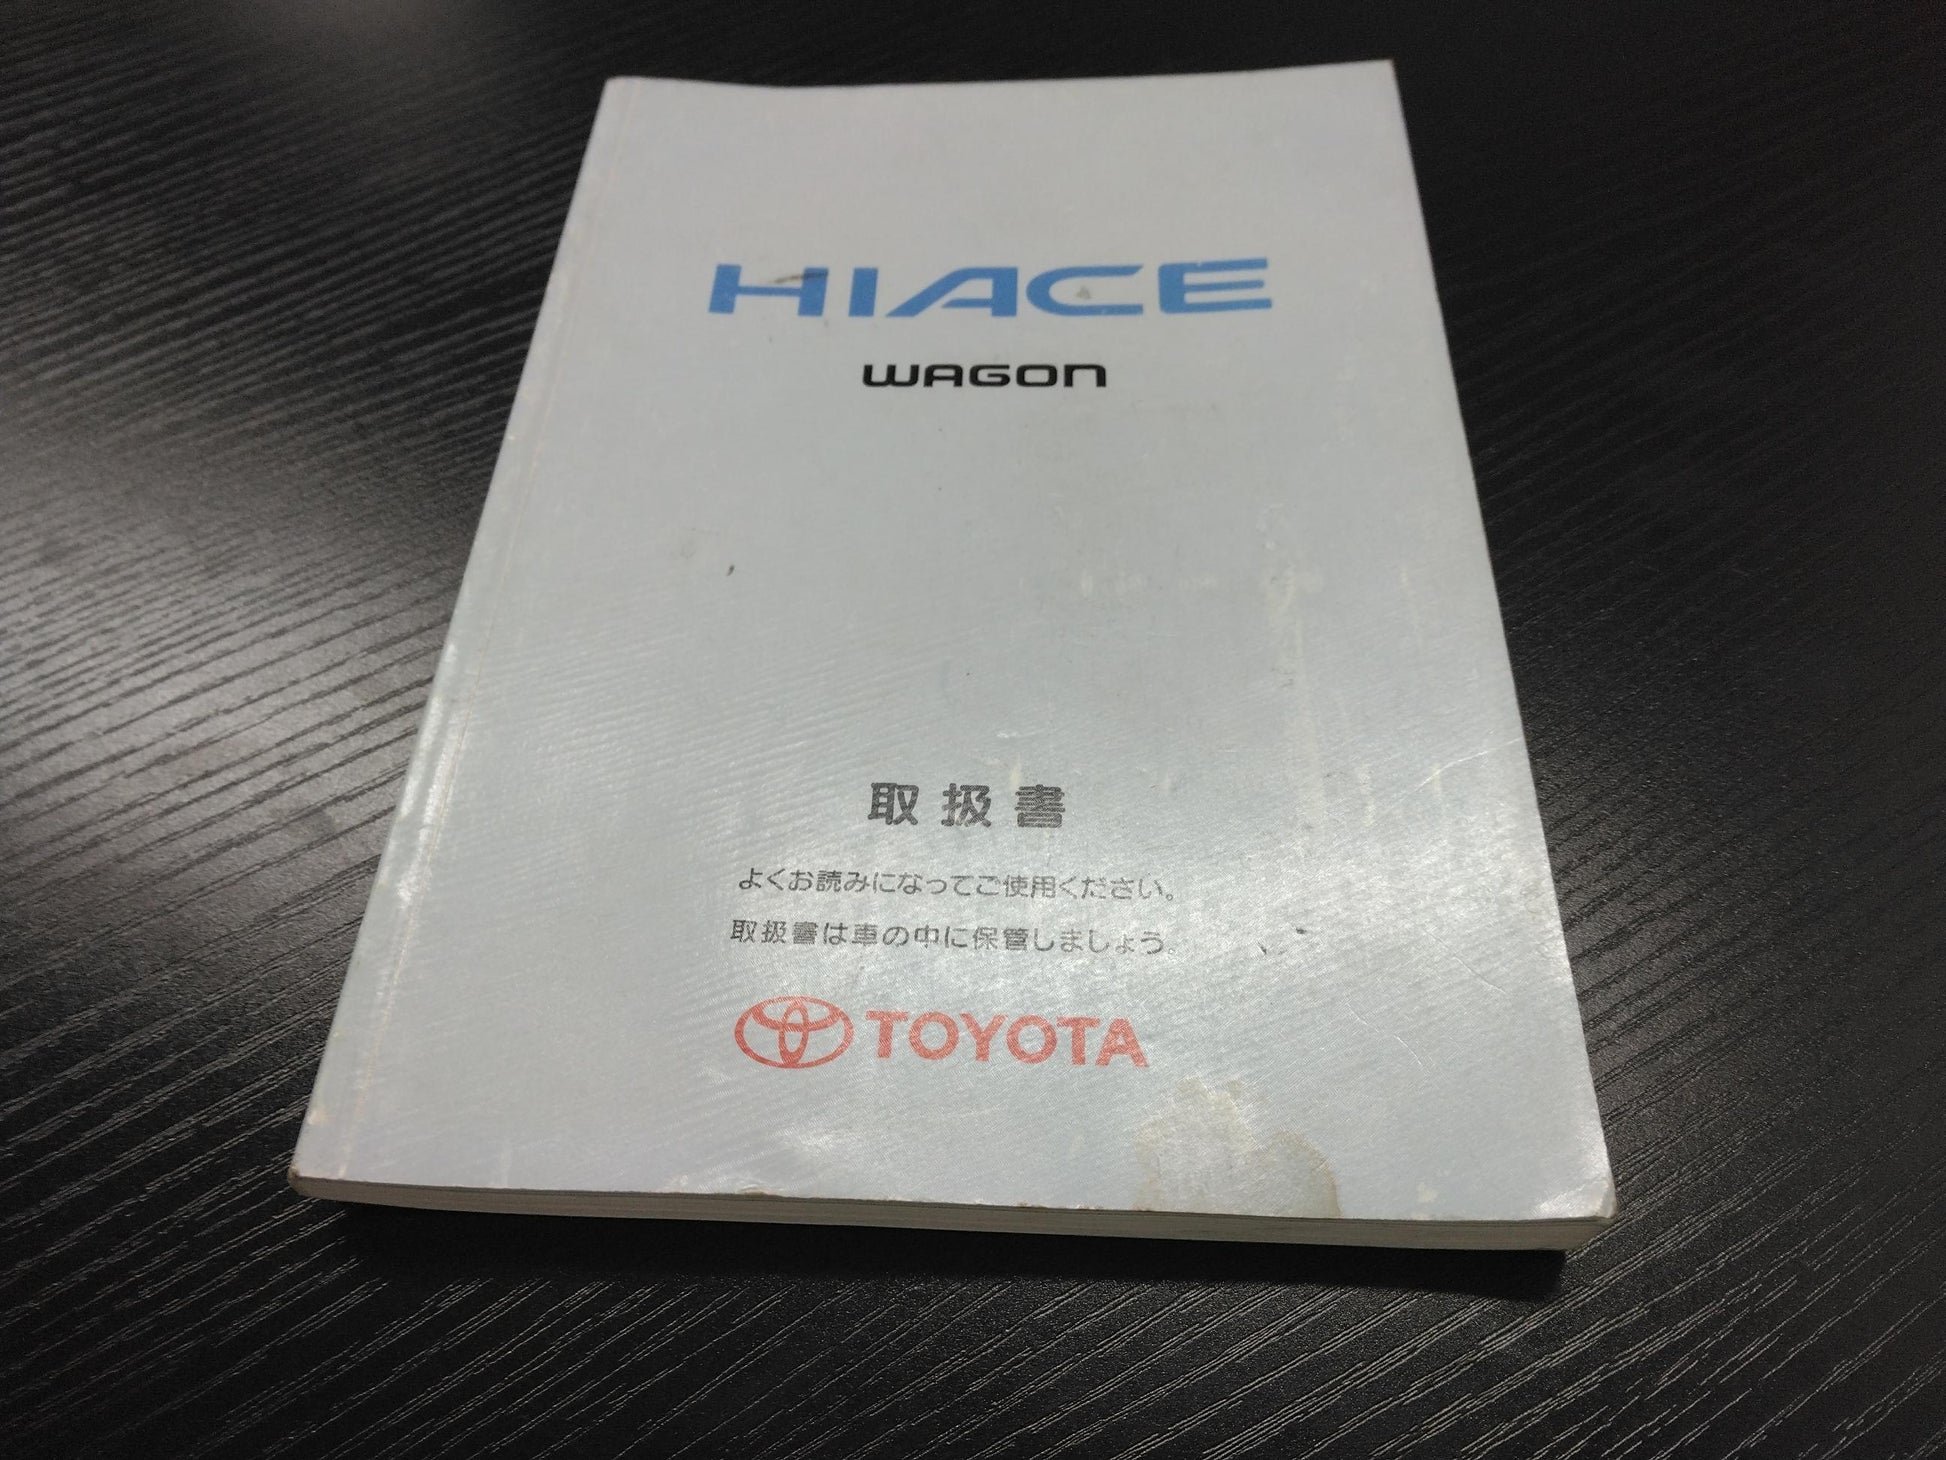 HIACE
WAGON
取扱書
よくお読みになってご使用ください。
取扱書は車の中に保管しましょう。
TOYOTA